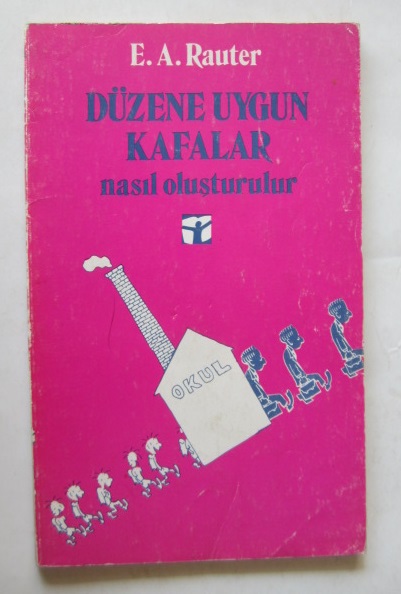 E. A. Rauter
DÜZENE UYGUN
KAFALAR
nasıl oluşturulur
OKUL